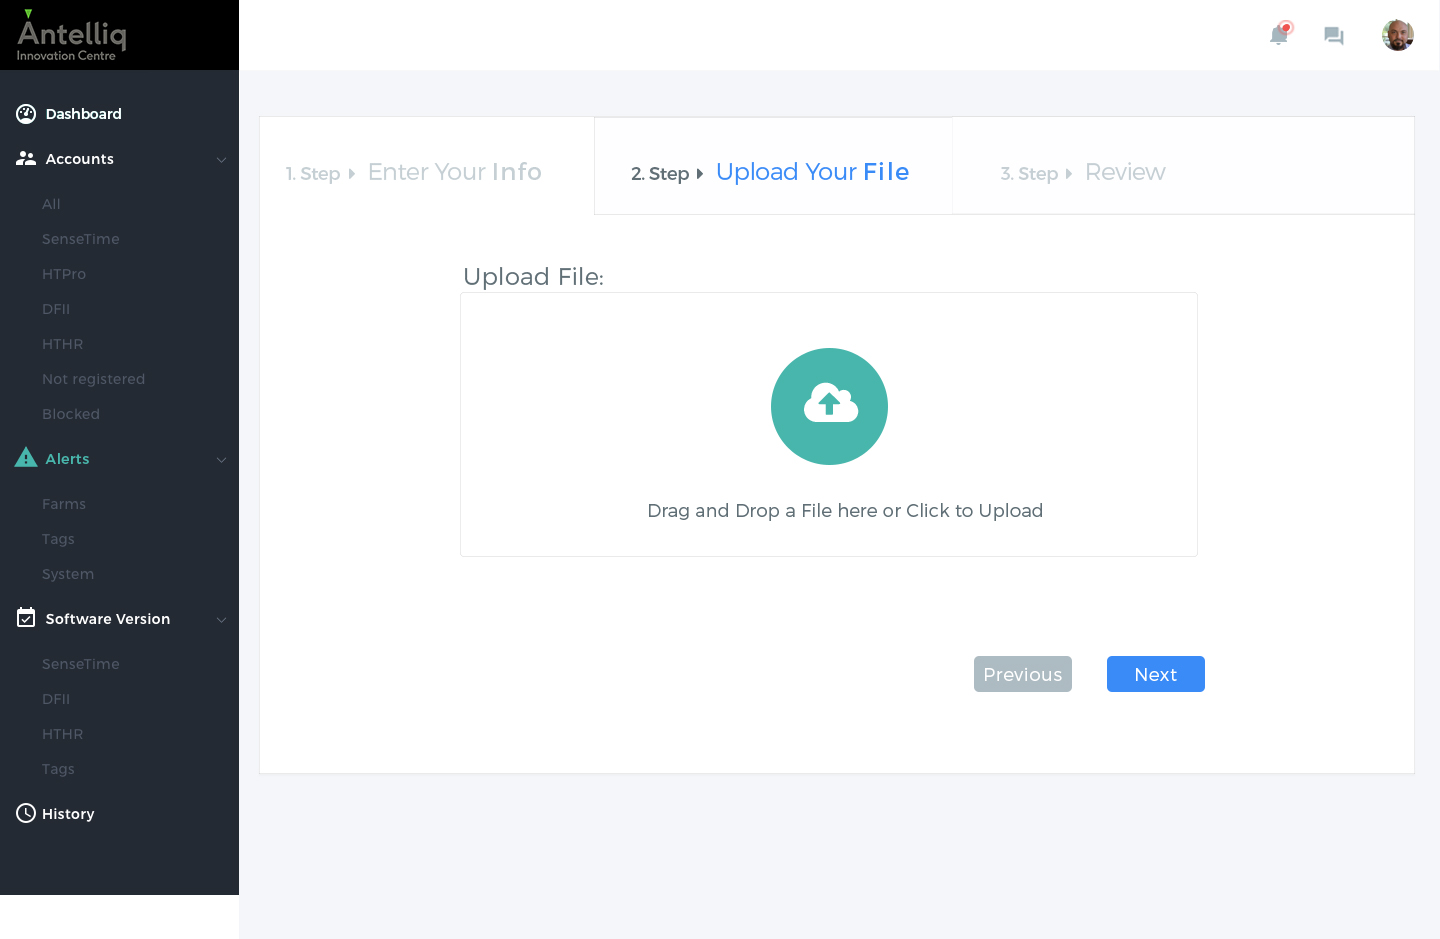 Antelliq
Innovation Centre
Dashboard
Accounts
All
SenseTime
HTPro
DFII
HTHR
Not registered
Blocked
Alerts
Farms
Tags
System
Software Version
SenseTime
DFII
HTHR
Tags
History
1. Step Enter Your Info
2. Step Upload Your File
3. Step Review
Upload File:
Drag and Drop a File here or Click to Upload
Previous
Next